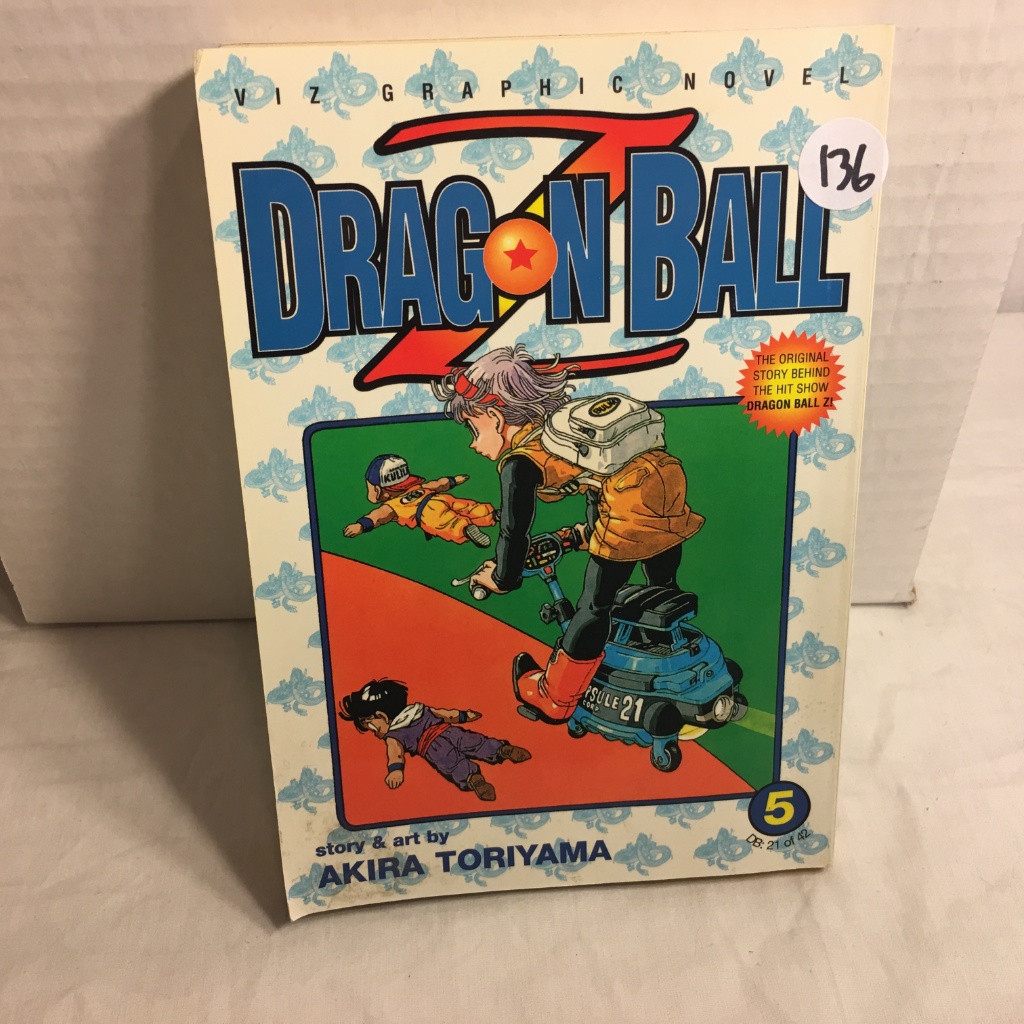 VIZ GRAPHIC NOVEL
DRAGON BALL Z
136
THE ORIGINAL
STORY BEHIND
THE HIT SHOW
DRAGON BALL Z!
KULILI
PSULE 21
CORP
5
DB: 21 of 42
story & art by
AKIRA TORIYAMA